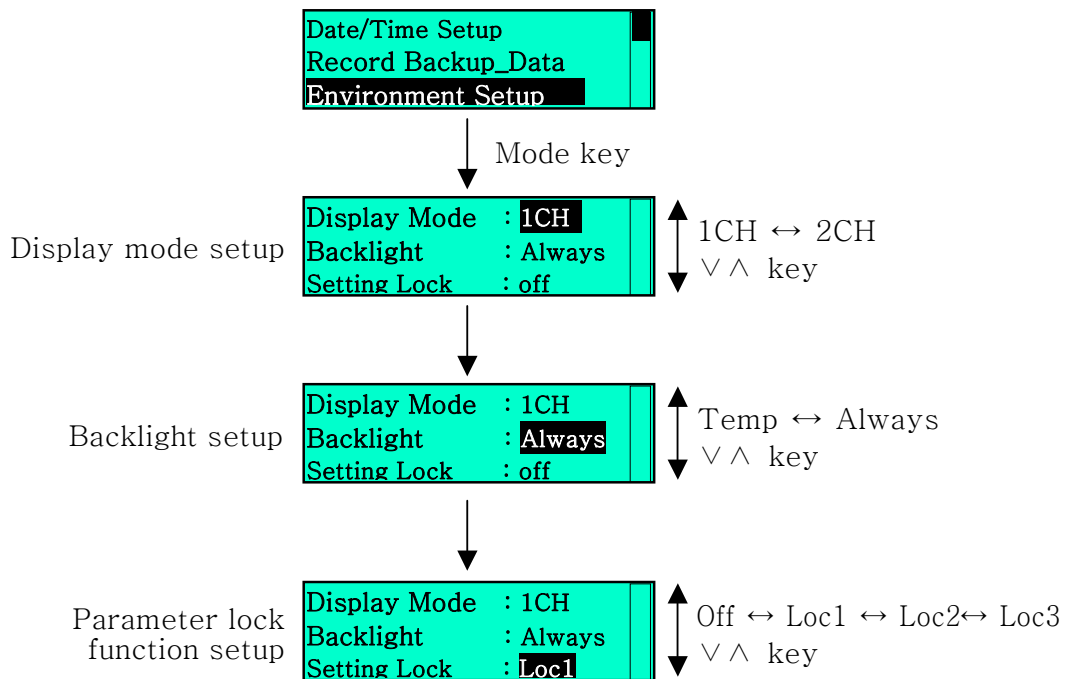 Date/Time Setup
Record Backup_Data
Environment Setup
Mode key
Display mode setup
Display Mode : 1CH
Backlight : Always
Setting Lock : off
1CH ↔ 2CH
∨∧ key
Backlight setup
Display Mode : 1CH
Backlight : Always
Setting Lock : off
Temp ↔ Always
∨∧ key
Parameter lock
function setup
Display Mode : 1CH
Backlight : Always
Setting Lock : Loc1
Off ↔ Loc1 ↔ Loc2↔ Loc3
∨∧ key